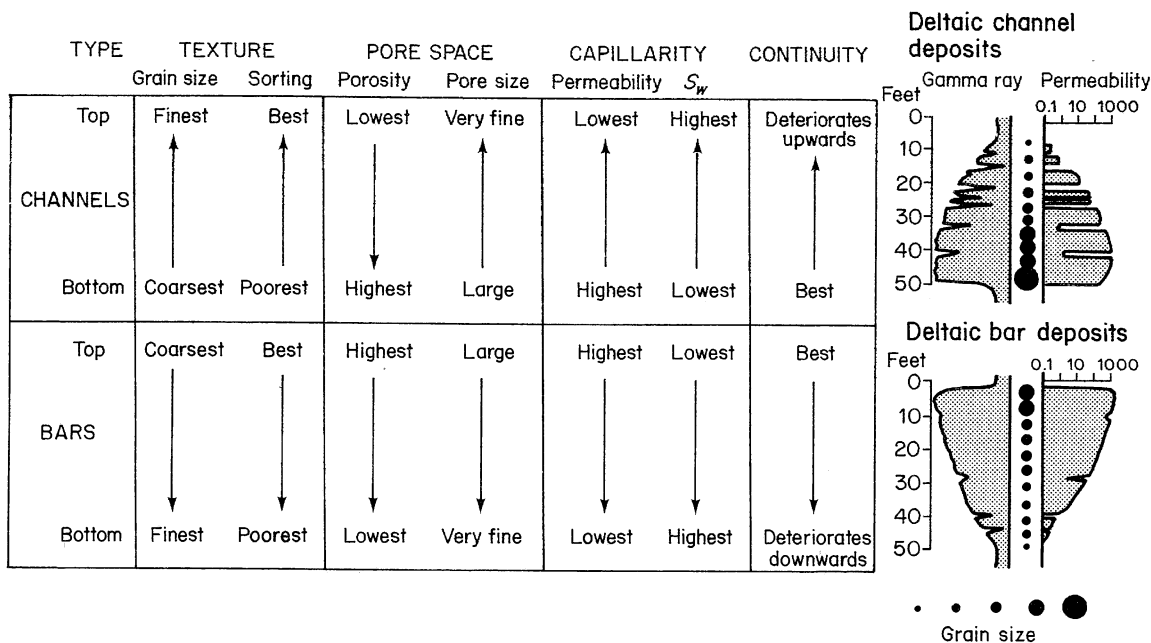 TYPE TEXTURE PORE SPACE CAPILLARITY CONTINUITY
Grain size Sorting Porosity Pore size Permeability Sw
Top Finest Best Lowest Very fine Lowest Highest Deteriorates
upwards
CHANNELS
Bottom Coarsest Poorest Highest Large Highest Lowest Best
Top Coarsest Best Highest Large Highest Lowest Best
BARS
Bottom Finest Poorest Lowest Very fine Lowest Highest Deteriorates
downwards
Deltaic channel
deposits
Gamma ray Permeability
Feet 0.1 10 1000
0
10
20
30
40
50
Deltaic bar deposits
Feet 0.1 10 1000
0
10
20
30
40
50
Grain size